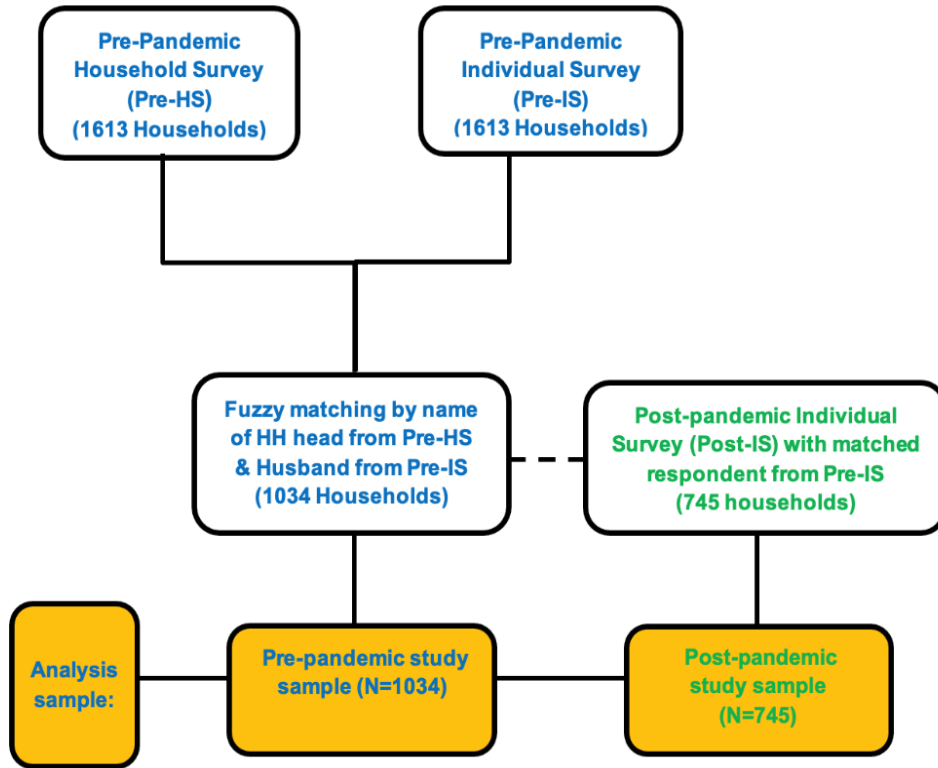 Pre-Pandemic
Household Survey
(Pre-HS)
(1613 Households)
Pre-Pandemic
Individual Survey
(Pre-IS)
(1613 Households)
Fuzzy matching by name
of HH head from Pre-HS
& Husband from Pre-IS
(1034 Households)
Post-pandemic Individual
Survey (Post-IS) with matched
respondent from Pre-IS
(745 households)
Analysis
sample:
Pre-pandemic study
sample (N=1034)
Post-pandemic
study sample
(N=745)